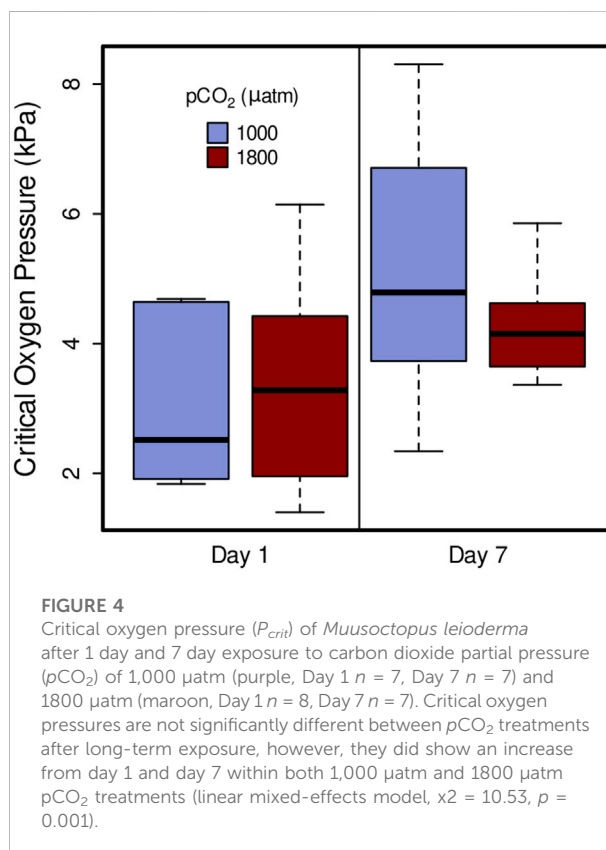 8
6
4
2
Critical Oxygen Pressure (kPa)
pCO₂ (μatm)
1000
1800
Day 1
Day 7
FIGURE 4
Critical oxygen pressure (Pcrit) of Muusoctopus leioderma
after 1 day and 7 day exposure to carbon dioxide partial pressure
(pCO₂) of 1,000 μatm (purple, Day 1 n = 7, Day 7 n = 7) and
1800 μatm (maroon, Day 1 n = 8, Day 7 n = 7). Critical oxygen
pressures are not significantly different between pCO₂ treatments
after long-term exposure, however, they did show an increase
from day 1 and day 7 within both 1,000 μatm and 1800 μatm
pCO₂ treatments (linear mixed-effects model, x2 = 10.53, p =
0.001).